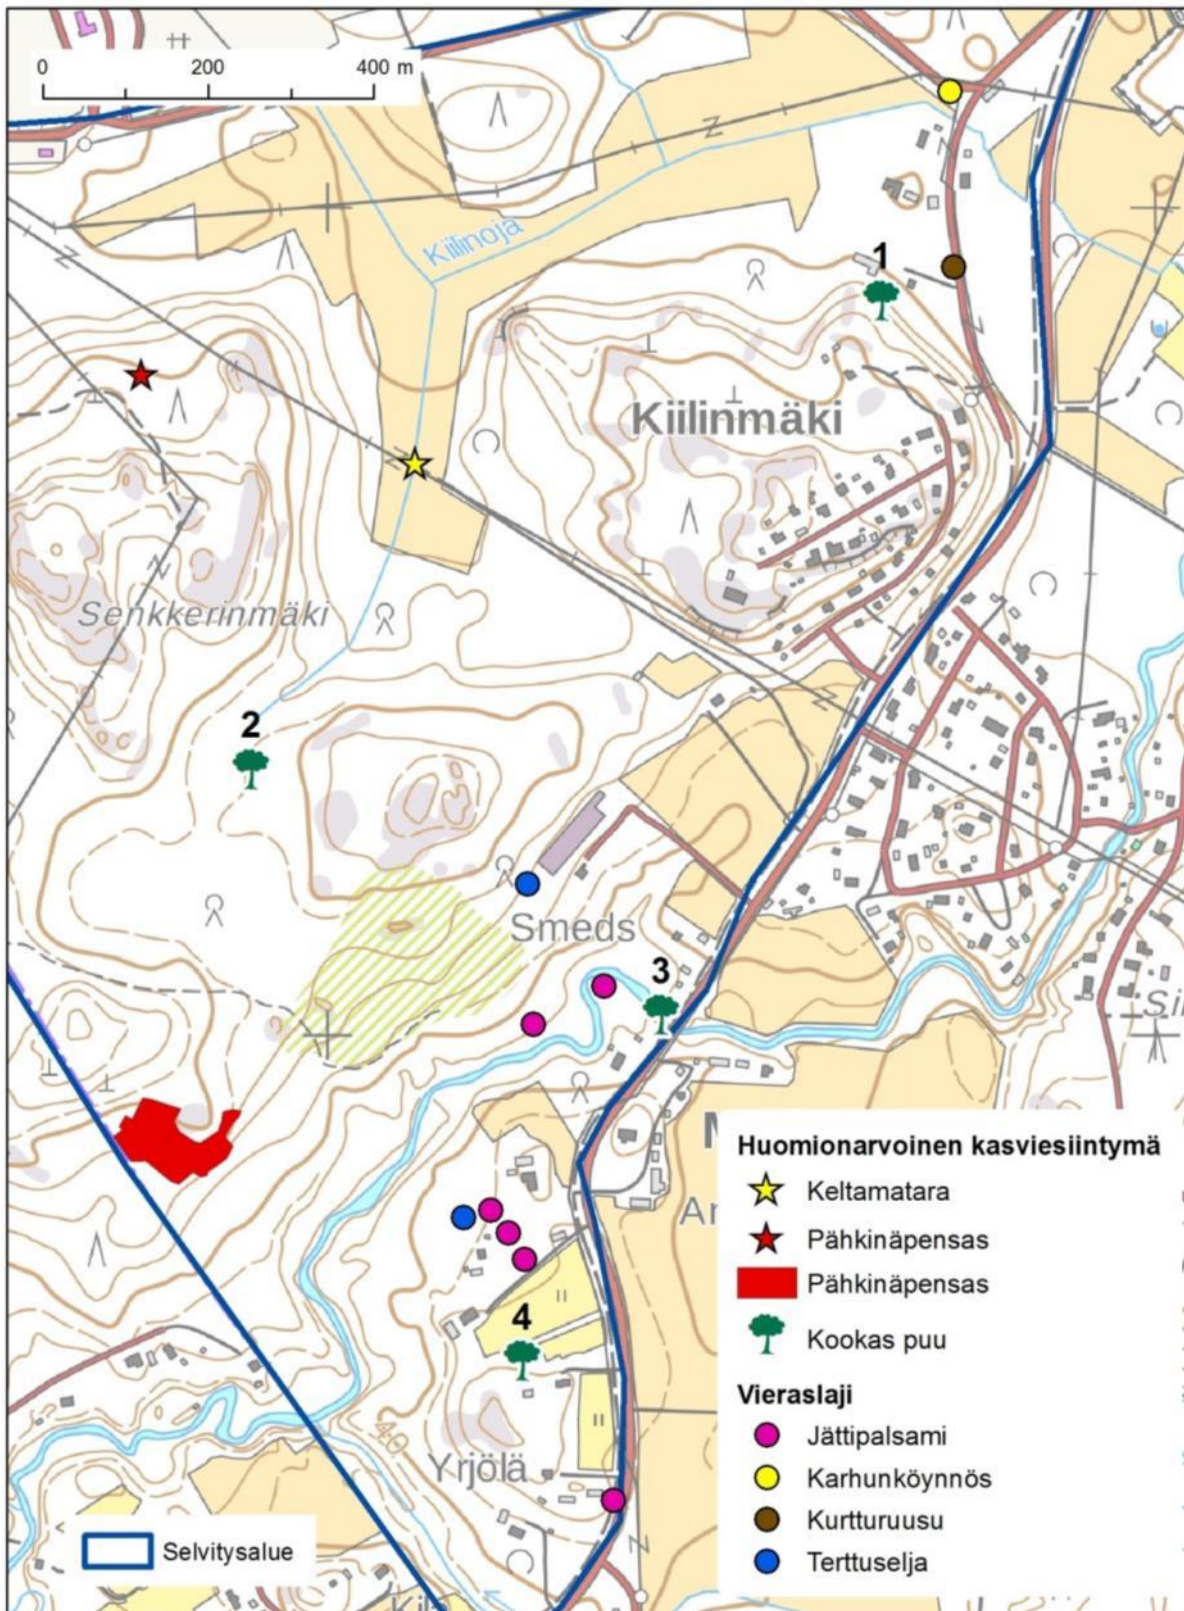 0 200 400 m
Kiilinoja
1
Kiilinmäki
Senkkerinmäki
2
Smeds
3
4
40
Yrjölä
Huomionarvoinen kasviesiintymä
Keltamatara
Pähkinäpensas
Pähkinäpensas
Kookas puu
Vieraslaji
Jättipalsami
Karhunköynnös
Kurtturuusu
Terttuselja
Selvitysalue